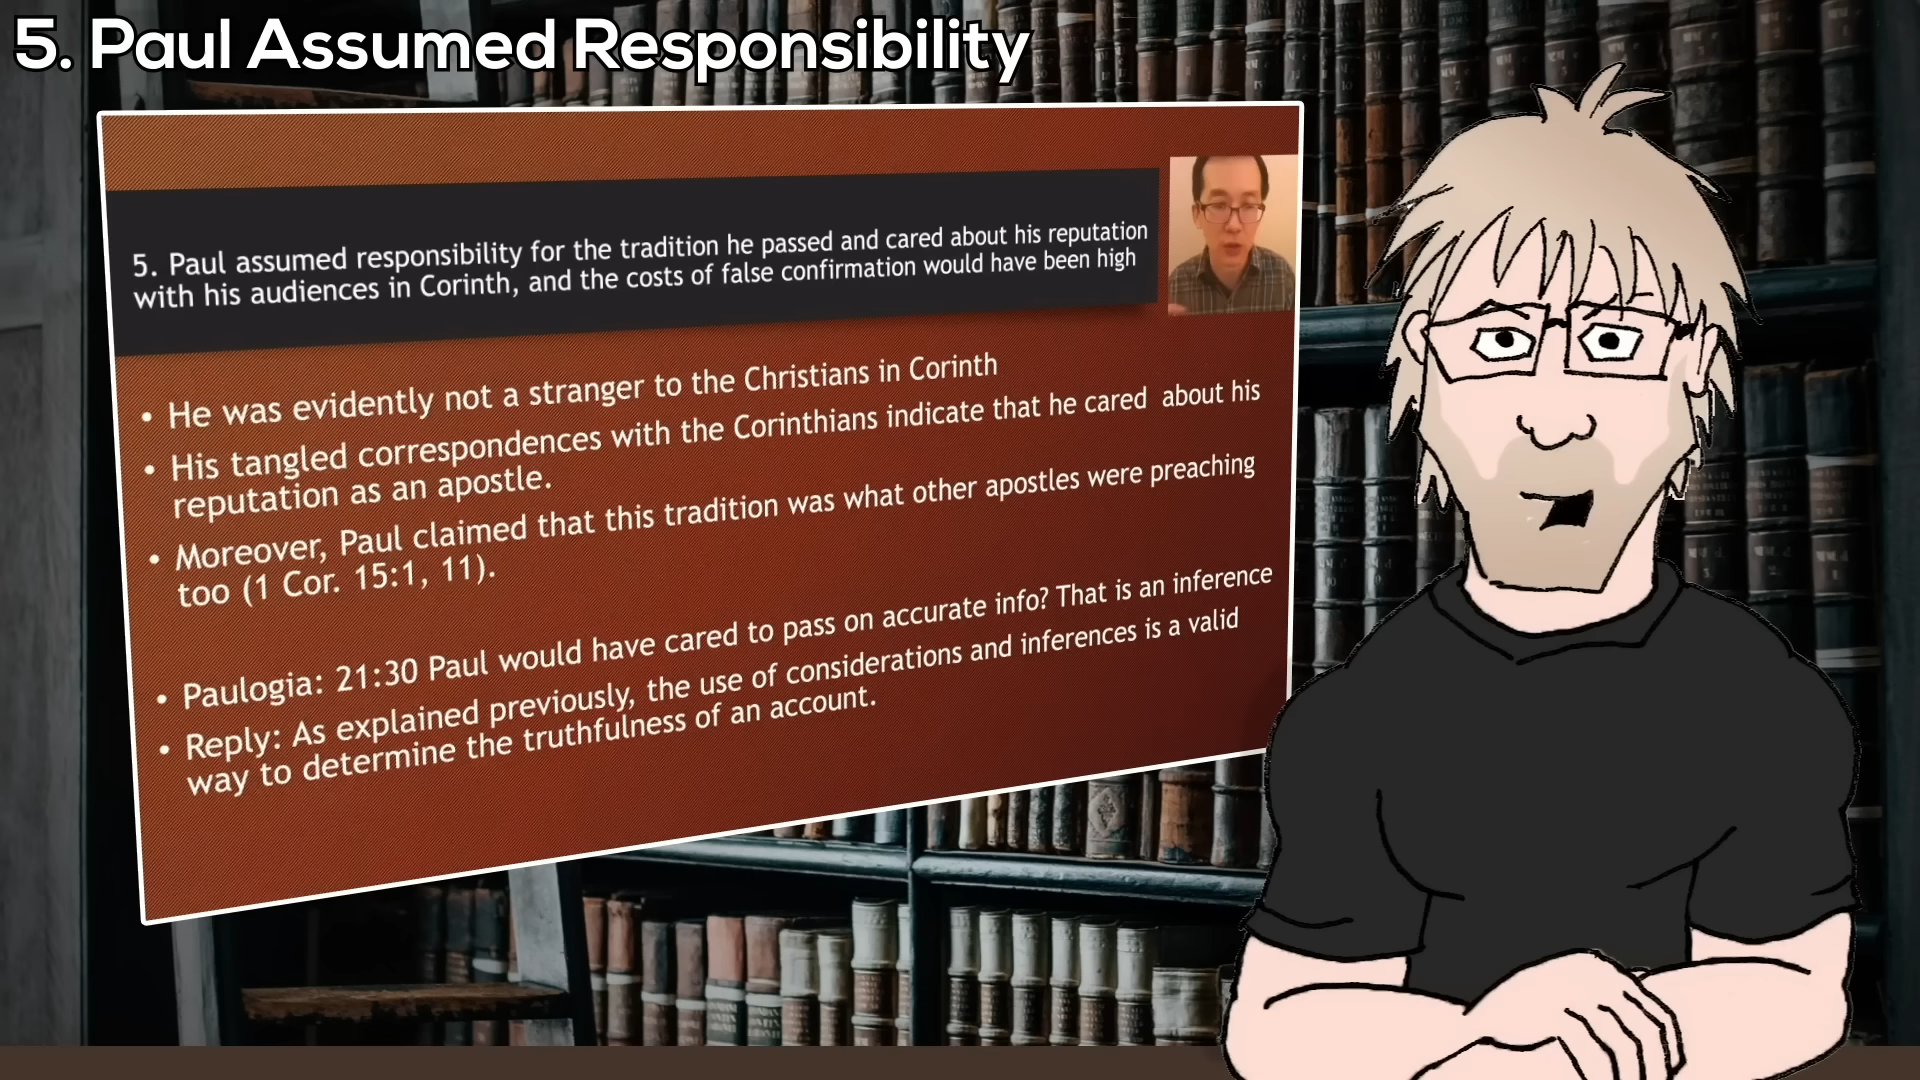 5. Paul Assumed Responsibility
5. Paul assumed responsibility for the tradition he passed and cared about his reputation
with his audiences in Corinth, and the costs of false confirmation would have been high
• He was evidently not a stranger to the Christians in Corinth
• His tangled correspondences with the Corinthians indicate that he cared about his
reputation as an apostle.
• Moreover, Paul claimed that this tradition was what other apostles were preaching
too (1 Cor. 15:1, 11).
• Paulogia: 21:30 Paul would have cared to pass on accurate info? That is an inference
• Reply: As explained previously, the use of considerations and inferences is a valid
way to determine the truthfulness of an account.